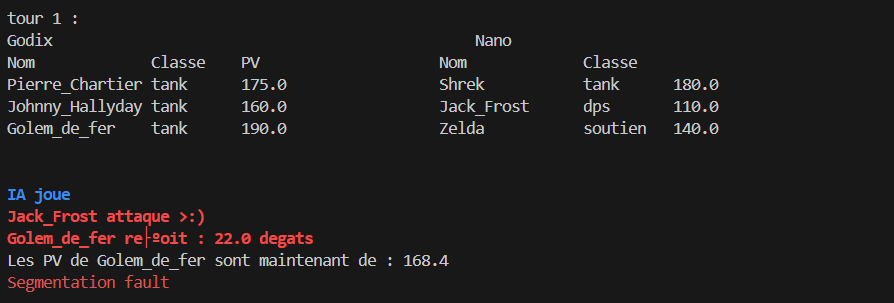 tour 1 :
Godix Nano
Nom Classe PV Nom Classe
Pierre_Chartier tank 175.0 Shrek tank 180.0
Johnny_Hallyday tank 160.0 Jack_Frost dps 110.0
Golem_de_fer tank 190.0 Zelda soutien 140.0
IA joue
Jack_Frost attaque >:)
Golem_de_fer re├ºoit : 22.0 degats
Les PV de Golem_de_fer sont maintenant de : 168.4
Segmentation fault